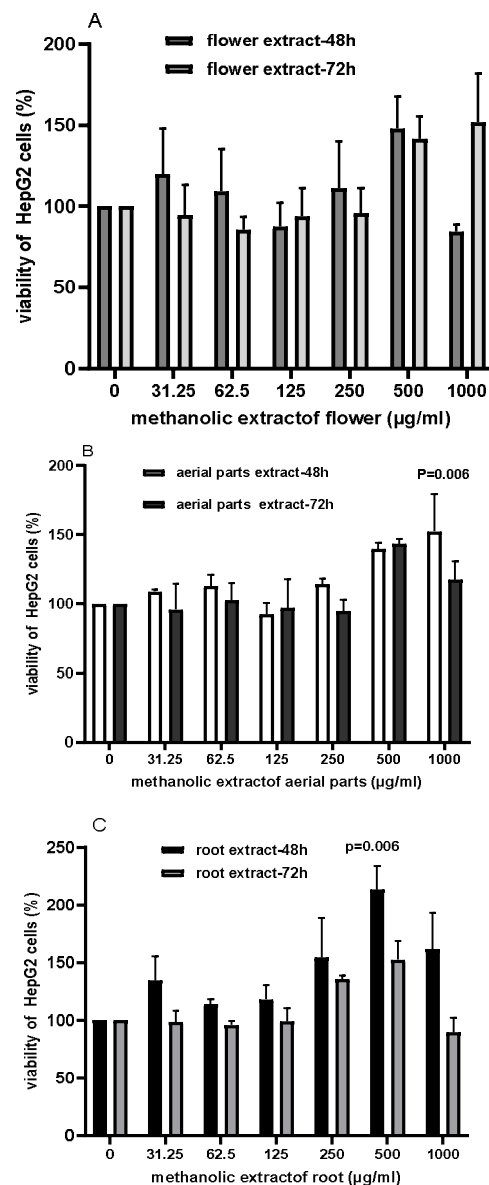 A
flower extract-48h
flower extract-72h
viability of HepG2 cells (%)
200
150
100
50
0
0 31.25 62.5 125 250 500 1000
methanolic extractof flower (µg/ml)
B
aerial parts extract-48h
aerial parts extract-72h
P=0.006
viability of HepG2 cells (%)
200
150
100
50
0
0 31.25 62.5 125 250 500 1000
methanolic extractof aerial parts (µg/ml)
C
root extract-48h
root extract-72h
p=0.006
viability of HepG2 cells (%)
250
200
150
100
50
0
0 31.25 62.5 125 250 500 1000
methanolic extractof root (µg/ml)